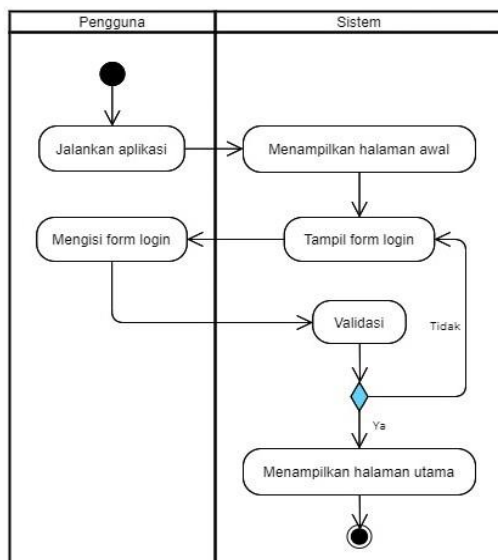 Pengguna
Sistem
Jalankan aplikasi
Menampilkan halaman awal
Mengisi form login
Tampil form login
Validasi
Tidak
Ya
Menampilkan halaman utama